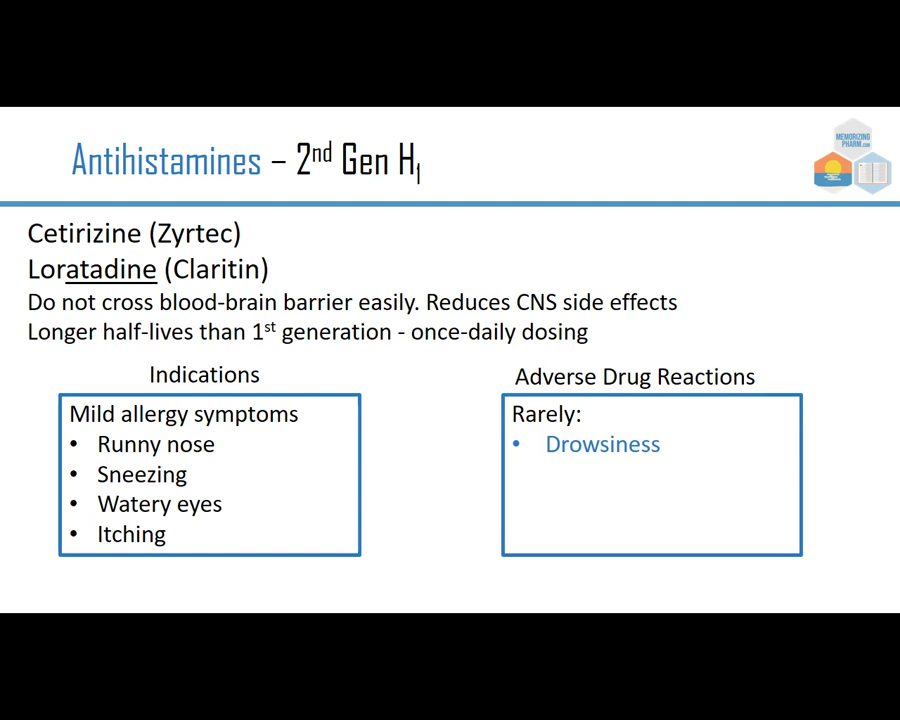 Antihistamines – 2nd Gen H1
MEMORIZING
PHARM.COM
Cetirizine (Zyrtec)
Loratadine (Claritin)
Do not cross blood-brain barrier easily. Reduces CNS side effects
Longer half-lives than 1st generation - once-daily dosing
Indications
Mild allergy symptoms
• Runny nose
• Sneezing
• Watery eyes
• Itching
Adverse Drug Reactions
Rarely:
• Drowsiness